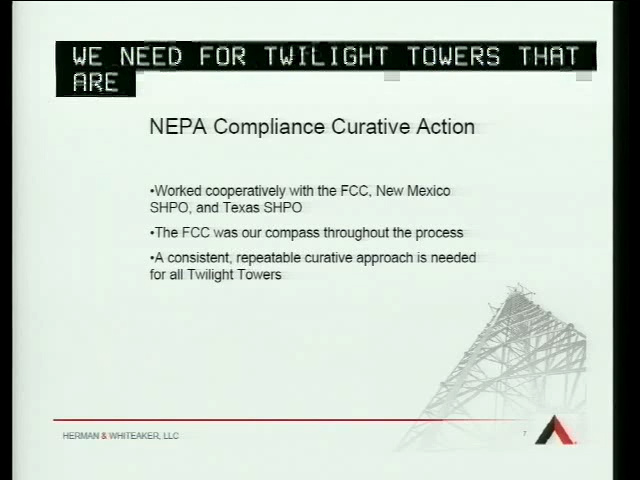 WE NEED FOR TWILIGHT TOWERS THAT
ARE
NEPA Compliance Curative Action
•Worked cooperatively with the FCC, New Mexico
SHPO, and Texas SHPO
•The FCC was our compass throughout the process
•A consistent, repeatable curative approach is needed
for all Twilight Towers
HERMAN & WHITEAKER, LLC
7